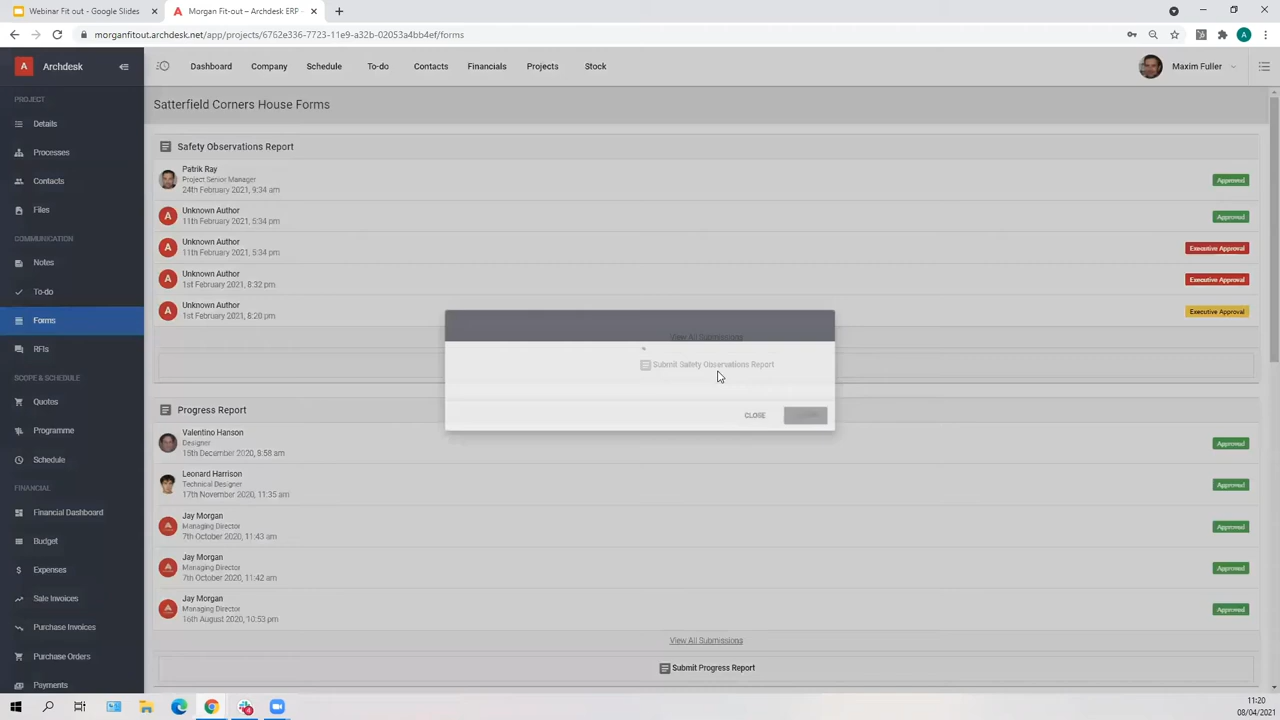 Webinar Fit out - Google Slides
Morgan Fit-out – Archdesk ERP
morganfitout.archdesk.net/app/projects/6762e336-7723-11e9-a32b-02053a4bb4ef/forms
A
A
Archdesk
Dashboard
Company
Schedule
To-do
Contacts
Financials
Projects
Stock
Maxim Fuller
PROJECT
Details
Processes
Contacts
Files
COMMUNICATION
Notes
To-do
Forms
RFIs
SCOPE & SCHEDULE
Quotes
Programme
Schedule
FINANCIAL
Financial Dashboard
Budget
Expenses
Sale Invoices
Purchase Invoices
Purchase Orders
Payments
Satterfield Corners House Forms
Safety Observations Report
Patrik Ray
Project Senior Manager
24th February 2021, 9:34 am
Approved
A
Unknown Author
11th February 2021, 5:34 pm
Approved
A
Unknown Author
11th February 2021, 5:34 pm
Executive Approval
A
Unknown Author
1st February 2021, 8:32 pm
Executive Approval
A
Unknown Author
1st February 2021, 8:20 pm
Executive Approval
View All Submissions
Submit Safety Observations Report
CLOSE
Progress Report
Valentino Hanson
Designer
15th December 2020, 8:58 am
Approved
Leonard Harrison
Technical Designer
17th November 2020, 11:35 am
Approved
Jay Morgan
Managing Director
7th October 2020, 11:43 am
Approved
Jay Morgan
Managing Director
7th October 2020, 11:42 am
Approved
Jay Morgan
Managing Director
16th August 2020, 10:53 pm
Approved
View All Submissions
Submit Progress Report
11:20
08/04/2021